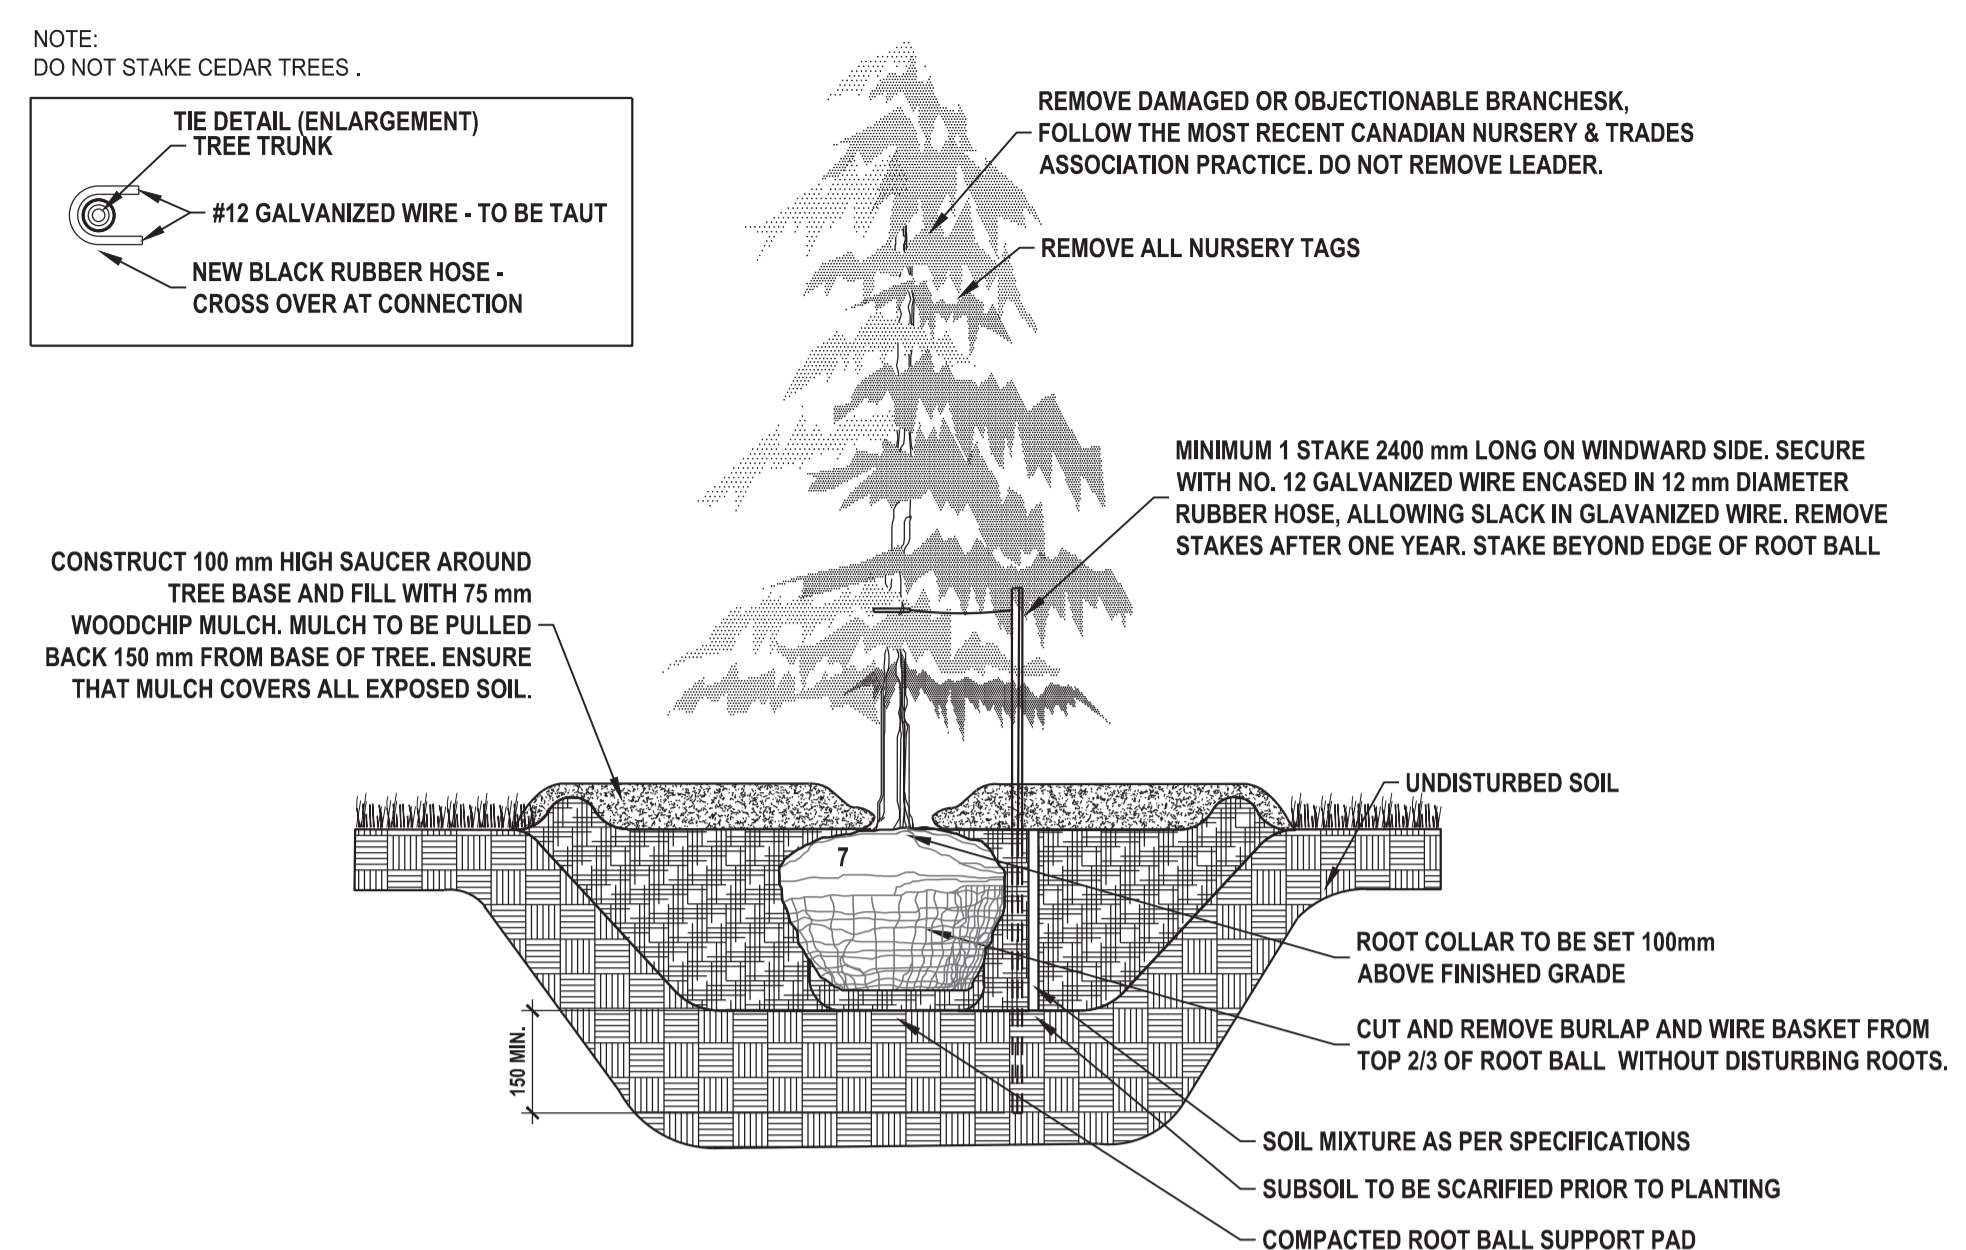 NOTE:
DO NOT STAKE CEDAR TREES .
TIE DETAIL (ENLARGEMENT)
TREE TRUNK
#12 GALVANIZED WIRE - TO BE TAUT
NEW BLACK RUBBER HOSE -
CROSS OVER AT CONNECTION
REMOVE DAMAGED OR OBJECTIONABLE BRANCHESK,
FOLLOW THE MOST RECENT CANADIAN NURSERY & TRADES
ASSOCIATION PRACTICE. DO NOT REMOVE LEADER.
REMOVE ALL NURSERY TAGS
MINIMUM 1 STAKE 2400 mm LONG ON WINDWARD SIDE. SECURE
WITH NO. 12 GALVANIZED WIRE ENCASED IN 12 mm DIAMETER
RUBBER HOSE, ALLOWING SLACK IN GLAVANIZED WIRE. REMOVE
STAKES AFTER ONE YEAR. STAKE BEYOND EDGE OF ROOT BALL
CONSTRUCT 100 mm HIGH SAUCER AROUND
TREE BASE AND FILL WITH 75 mm
WOODCHIP MULCH. MULCH TO BE PULLED
BACK 150 mm FROM BASE OF TREE. ENSURE
THAT MULCH COVERS ALL EXPOSED SOIL.
UNDISTURBED SOIL
7
ROOT COLLAR TO BE SET 100mm
ABOVE FINISHED GRADE
CUT AND REMOVE BURLAP AND WIRE BASKET FROM
TOP 2/3 OF ROOT BALL WITHOUT DISTURBING ROOTS.
150 MIN.
SOIL MIXTURE AS PER SPECIFICATIONS
SUBSOIL TO BE SCARIFIED PRIOR TO PLANTING
COMPACTED ROOT BALL SUPPORT PAD